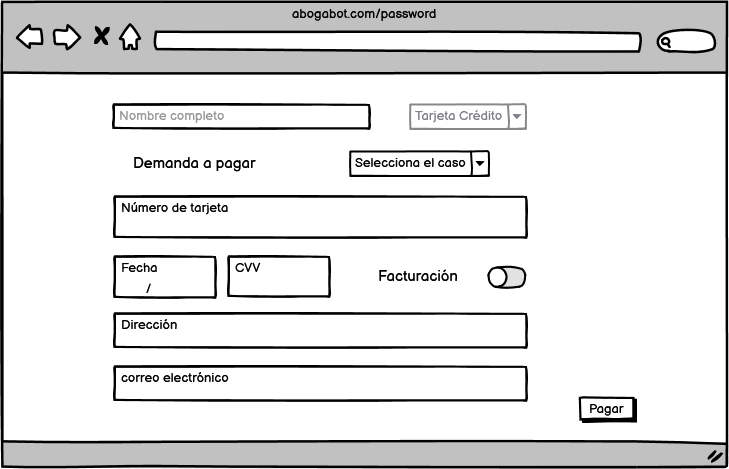 abogabot.com/password
Nombre completo
Tarjeta Crédito
Demanda a pagar
Selecciona el caso
Número de tarjeta
Fecha
/
CVV
Facturación
Dirección
correo electrónico
Pagar